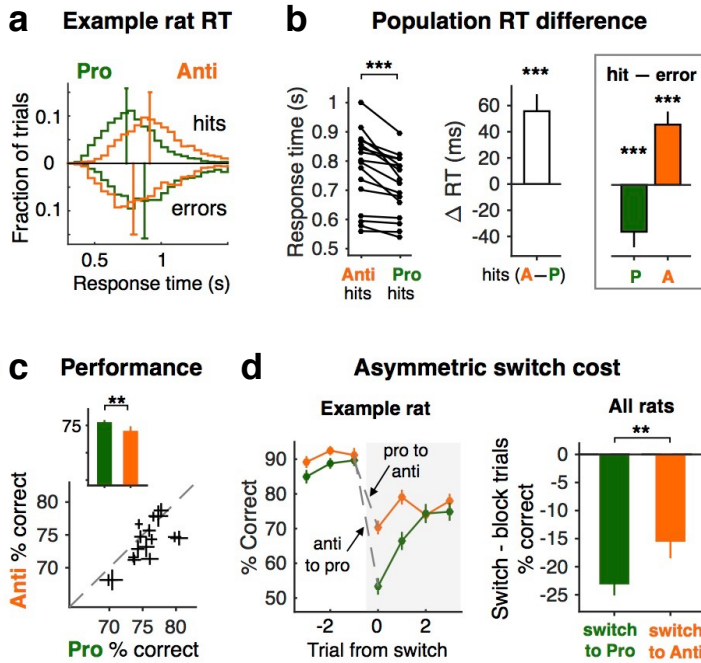 a Example rat RT
Pro Anti
0.1
hits
0
errors
0.1
Fraction of trials
0.5 1
Response time (s)
b Population RT difference
***
1
0.9
0.8
0.7
0.6
0.5
Response time (s)
Anti Pro
hits hits
***
60
40
20
0
-20
-40
Δ RT (ms)
hits (A–P)
hit – error
***
***
P A
c Performance
**
75
80
75
70
Anti % correct
70 75 80
Pro % correct
d Asymmetric switch cost
Example rat
90
80
70
60
50
% Correct
pro to
anti
anti
to pro
-2 0 2
Trial from switch
All rats
**
0
-5
-10
-15
-20
-25
Switch - block trials
% correct
switch switch
to Pro to Anti